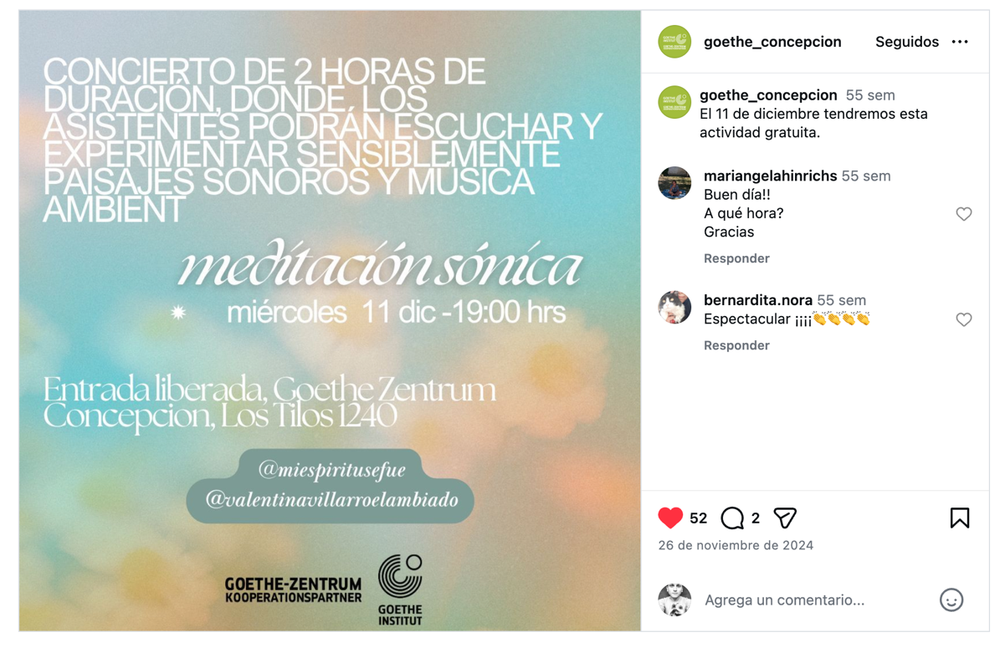 CONCIERTO DE 2 HORAS DE
DURACIÓN, DONDE LOS
ASISTENTES PODRÁN ESCUCHAR Y
EXPERIMENTAR SENSIBLEMENTE
PAISAJES SONOROS Y MÚSICA
AMBIENT
meditación sónica
miércoles 11 dic -19:00 hrs
Entrada liberada, Goethe Zentrum
Concepcion, Los Tilos 1240
@miespiritusefue
@valentinavillarroelambiado
GOETHE-ZENTRUM
KOOPERATIONSPARTNER
GOETHE
INSTITUT
goethe_concepcion Seguidos
goethe_concepcion 55 sem
El 11 de diciembre tendremos esta
actividad gratuita.
mariangelahinrichs 55 sem
Buen día!!
A qué hora?
Gracias
Responder
bernardita.nora 55 sem
Espectacular ¡¡¡¡👏👏👏👏
Responder
52 2
26 de noviembre de 2024
Agrega un comentario...